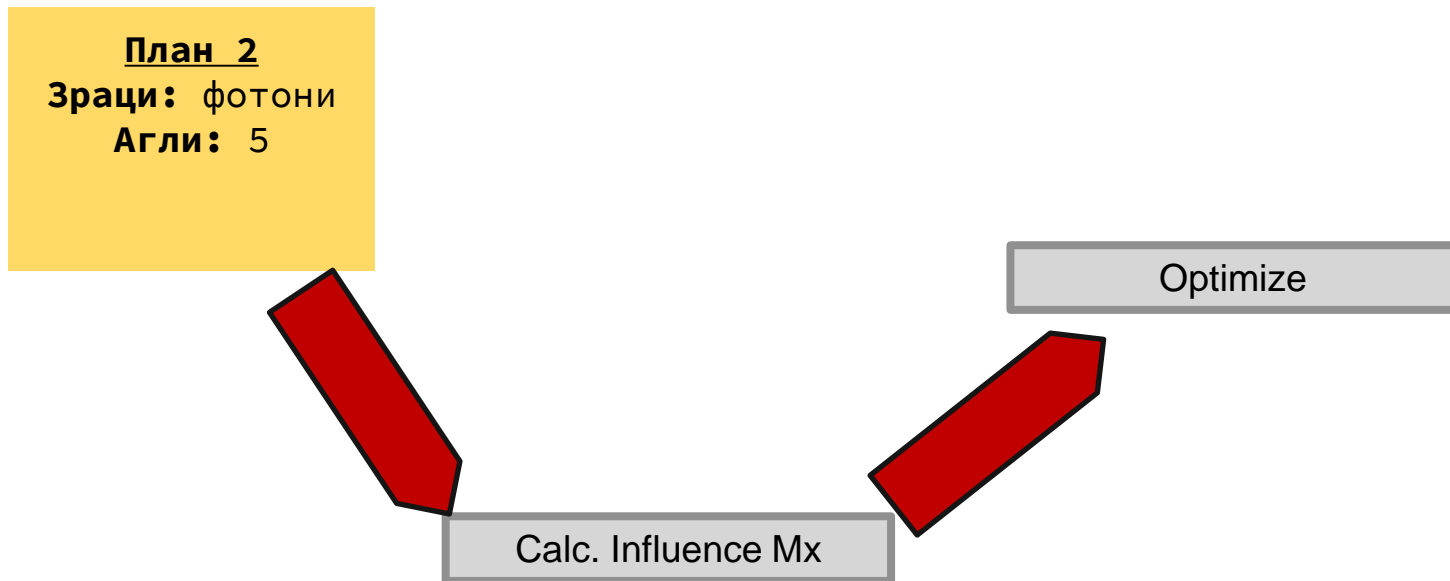 План 2
Зраци: фотони
Агли: 5
Optimize
Calc. Influence Mx